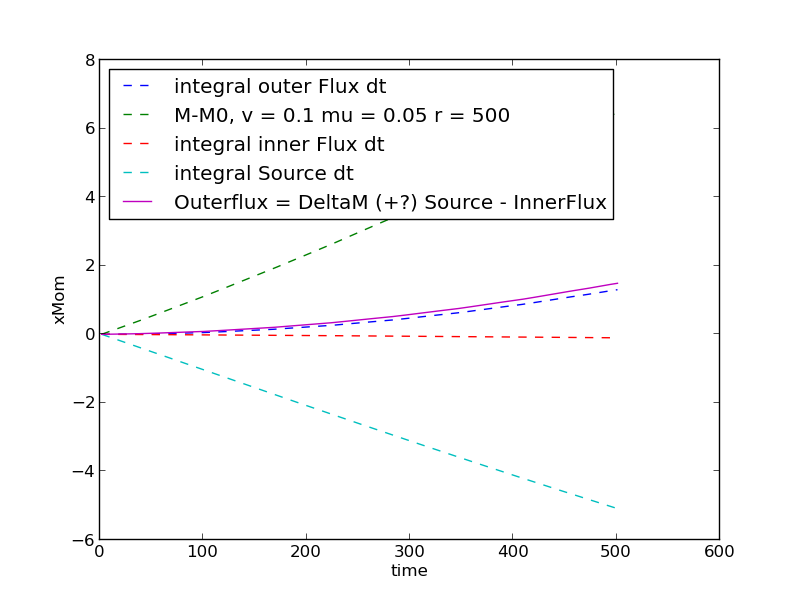 8
6
4
2
0
−2
−4
−6
xMom
integral outer Flux dt
M-M0, v = 0.1 mu = 0.05 r = 500
integral inner Flux dt
integral Source dt
Outerflux = DeltaM (+?) Source - InnerFlux
0 100 200 300 400 500 600
time